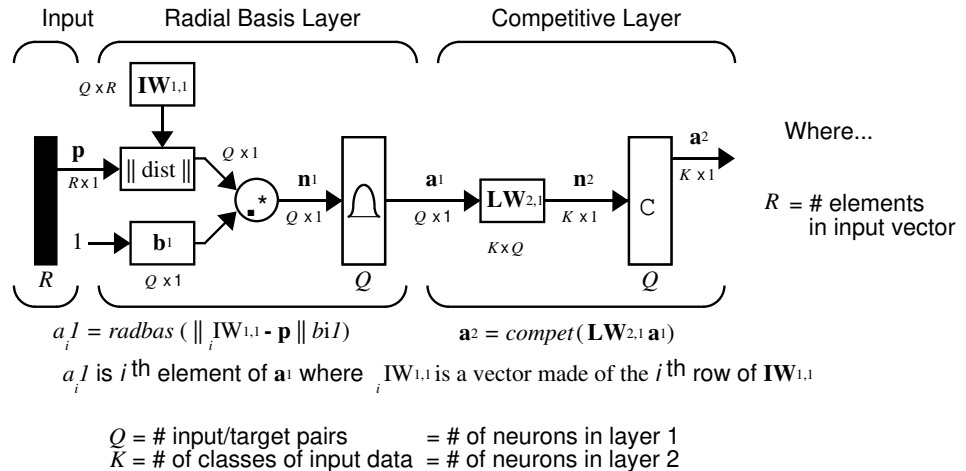 Input Radial Basis Layer Competitive Layer
Q x R IW1,1
p || dist || Q x 1 n1 a1 LW2,1 n2 a2 Where...
R x 1 .* Q x 1 Q x 1 K x 1 C K x 1
R = # elements
in input vector
1 b1 K x Q
R Q x 1 Q Q
ai1 = radbas ( || iIW1,1 - p || bi1) a2 = compet ( LW2,1 a1)
ai1 is i th element of a1 where iIW1,1 is a vector made of the i th row of IW1,1
Q = # input/target pairs = # of neurons in layer 1
K = # of classes of input data = # of neurons in layer 2